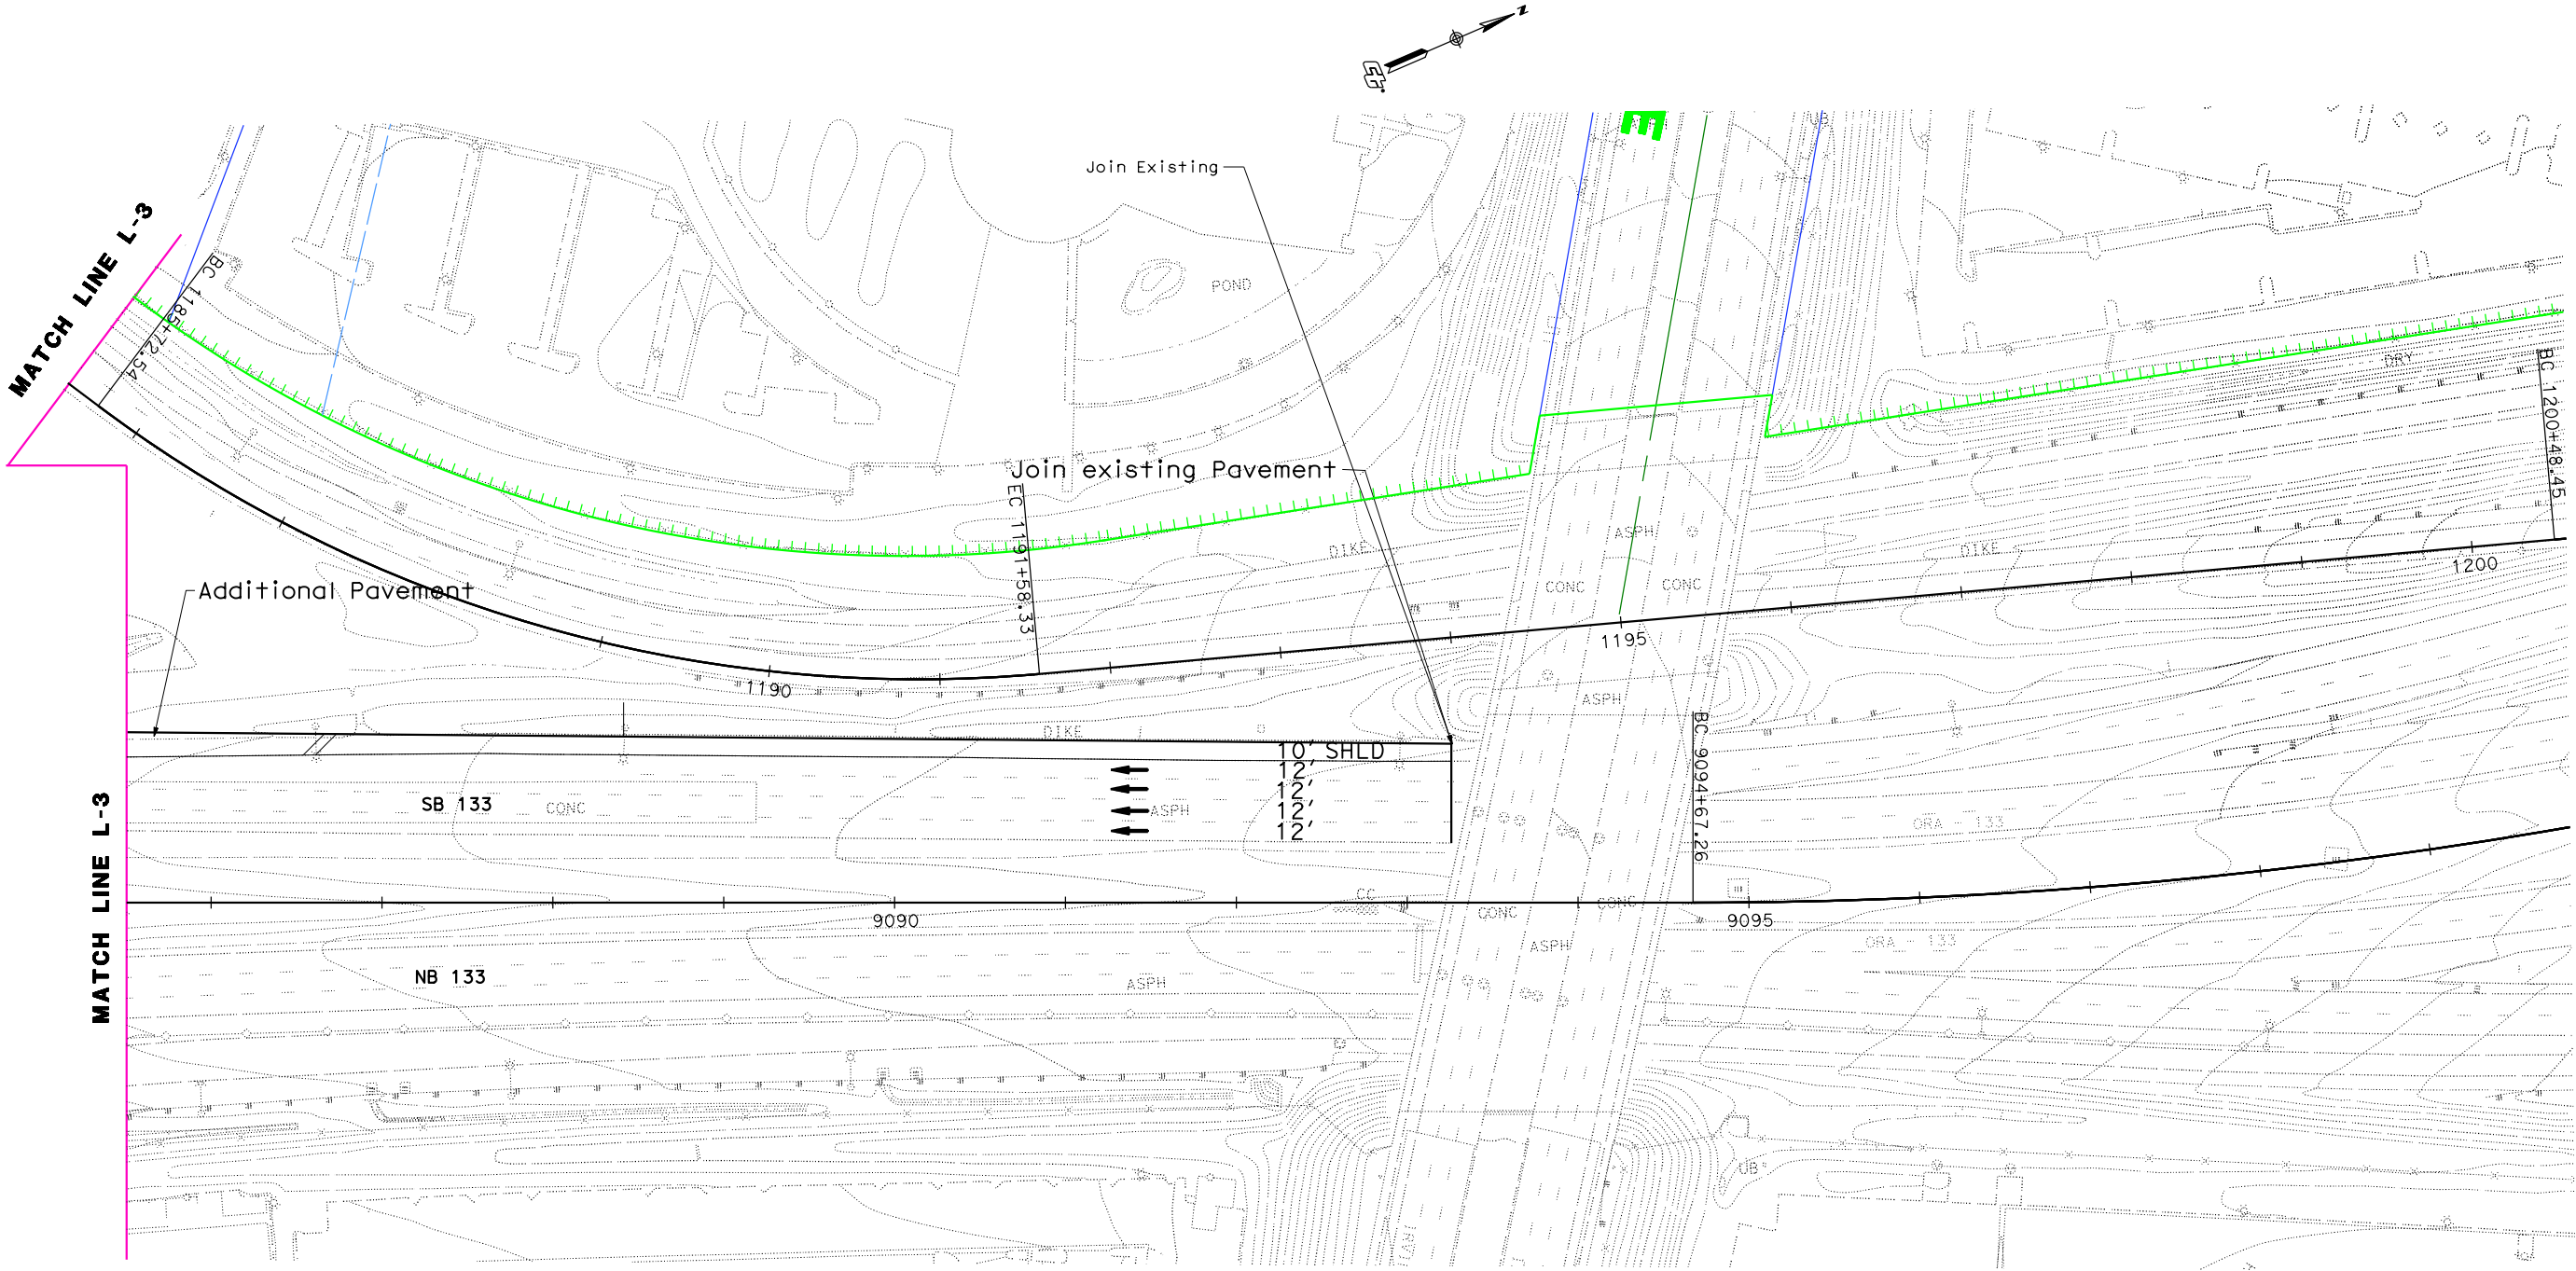 N
MATCH LINE L-3
BC 1185+72.54
Join Existing
POND
E
UB
DRY
BC 1200+48.45
Join existing Pavement
EC 1191+58.33
DIKE
ASPH
CONC
CONC
DIKE
1200
Additional Pavement
1195
1190
DIKE
ASPH
BC 9094+67.26
10' SHLD
12'
12'
12'
12'
SB 133
CONC
ASPH
ORA - 133
MATCH LINE L-3
9090
CC
CONC
CONC
9095
NB 133
ASPH
ASPH
ORA - 133
UB